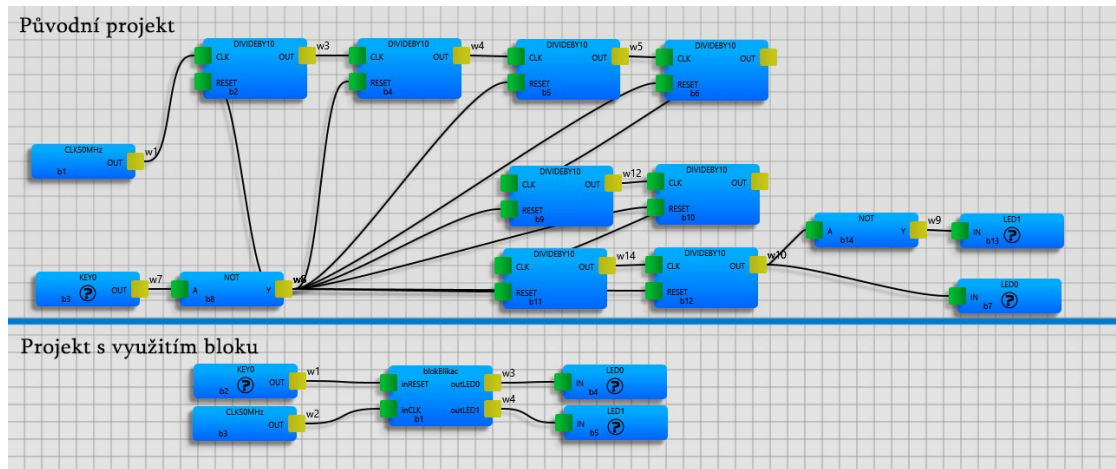 Původní projekt
DIVIDEBY10
CLK OUT
RESET
b2
w3
DIVIDEBY10
CLK OUT
RESET
b4
w4
DIVIDEBY10
CLK OUT
RESET
b5
w5
DIVIDEBY10
CLK OUT
RESET
b6
CLK50MHz
OUT
b1
w1
DIVIDEBY10
CLK OUT
RESET
b9
w12
DIVIDEBY10
CLK OUT
RESET
b10
NOT
A Y
b14
w9
LED1
IN ?
b13
KEY0
? OUT
b3
w7
NOT
A Y
b8
DIVIDEBY10
CLK OUT
RESET
b11
w14
DIVIDEBY10
CLK OUT
RESET
b12
w10
LED0
IN ?
b7
Projekt s využitím bloku
KEY0
? OUT
b2
w1
blokBlikac
inRESET outLED0
inCLK outLED1
b1
w3
LED0
IN ?
b4
CLK50MHz
OUT
b3
w2
w4
LED1
IN ?
b5